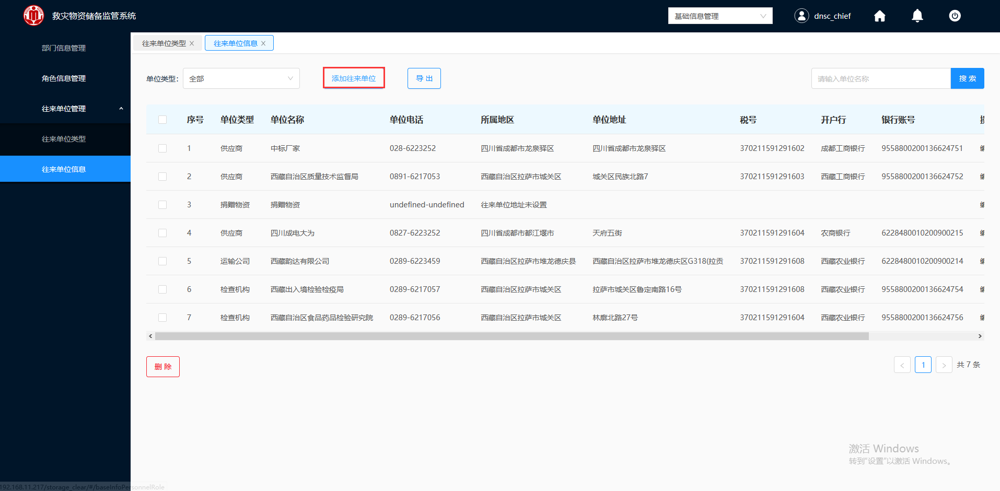 救灾物资储备监管系统 基础信息管理 dnsc_chief
部门信息管理
角色信息管理
往来单位管理
往来单位类型
往来单位信息
往来单位类型 往来单位信息
单位类型: 全部 添加往来单位 导 出 请输入单位名称 搜 索
序号 单位类型 单位名称 单位电话 所属地区 单位地址 税号 开户行 银行账号
1 供应商 中标厂家 028-6223252 四川省成都市龙泉驿区 四川省成都市龙泉驿区 370211591291602 成都工商银行 9558800200136624751
2 供应商 西藏自治区质量技术监督局 0891-6217053 西藏自治区拉萨市城关区 城关区民族北路7 370211591291603 西藏工商银行 9558800200136624752
3 捐赠物资 捐赠物资 undefined-undefined 往来单位地址未设置
4 供应商 四川成电大为 0827-6223252 四川省成都市都江堰市 天府五街 370211591291604 农商银行 6228480010200900215
5 运输公司 西藏韵达有限公司 0289-6223459 西藏自治区拉萨市堆龙德庆县 西藏自治区拉萨市堆龙德庆区G318(拉贡 370211591291608 西藏农业银行 6228480010200900214
6 检查机构 西藏出入境检验检疫局 0289-6217057 西藏自治区拉萨市城关区 拉萨市城关区鲁定南路16号 370211591291608 西藏农业银行 9558800200136624754
7 检查机构 西藏自治区食品药品检验研究院 0289-6217056 西藏自治区拉萨市城关区 林廓北路27号 370211591291604 西藏农业银行 9558800200136624756
删 除 1 共 7 条
激活 Windows
转到“设置”以激活 Windows。
192.168.11.217/storage_clear/#/baseInfoPersonnelRole